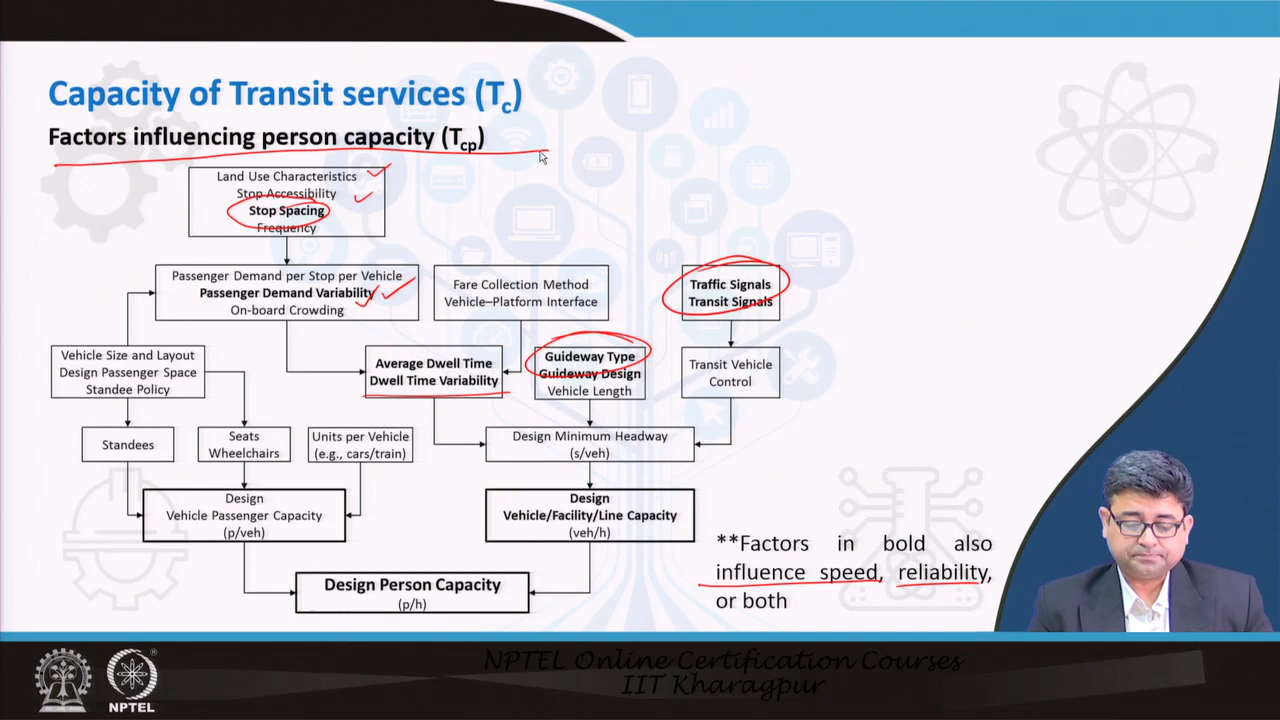 Capacity of Transit services (Tc)
Factors influencing person capacity (Tcp)
Land Use Characteristics
Stop Accessibility
Stop Spacing
Frequency
Passenger Demand per Stop per Vehicle
Passenger Demand Variability
On-board Crowding
Fare Collection Method
Vehicle–Platform Interface
Traffic Signals
Transit Signals
Vehicle Size and Layout
Design Passenger Space
Standee Policy
Average Dwell Time
Dwell Time Variability
Guideway Type
Guideway Design
Vehicle Length
Transit Vehicle
Control
Standees
Seats
Wheelchairs
Units per Vehicle
(e.g., cars/train)
Design Minimum Headway
(s/veh)
Design
Vehicle Passenger Capacity
(p/veh)
Design
Vehicle/Facility/Line Capacity
(veh/h)
Design Person Capacity
(p/h)
**Factors in bold also
influence speed, reliability,
or both
NPTEL Online Certification Courses
IIT Kharagpur
NPTEL